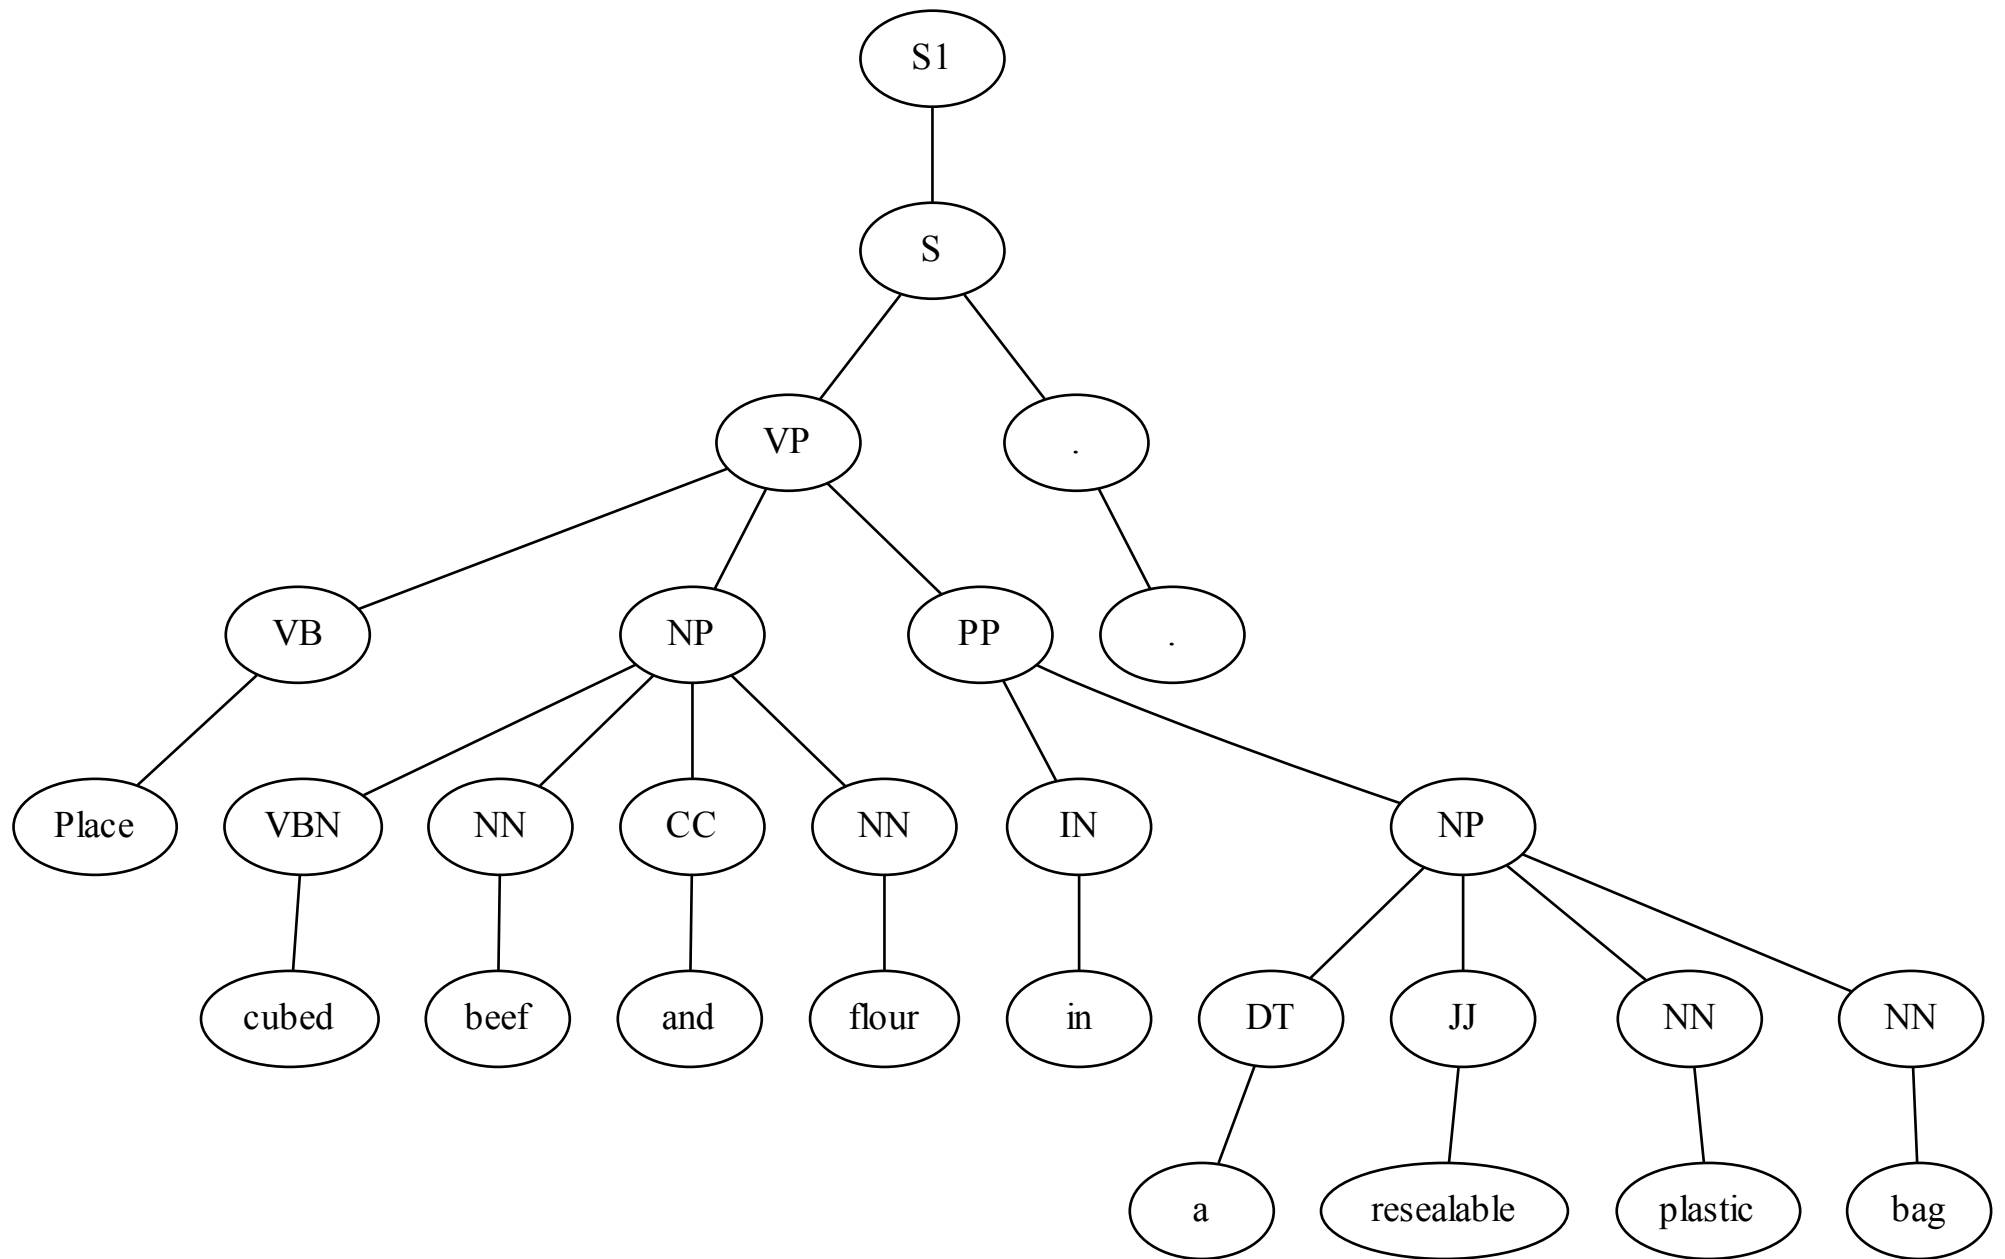 S1
S
VP .
VB NP PP .
Place VBN NN CC NN IN NP
cubed beef and flour in DT JJ NN NN
a resealable plastic bag